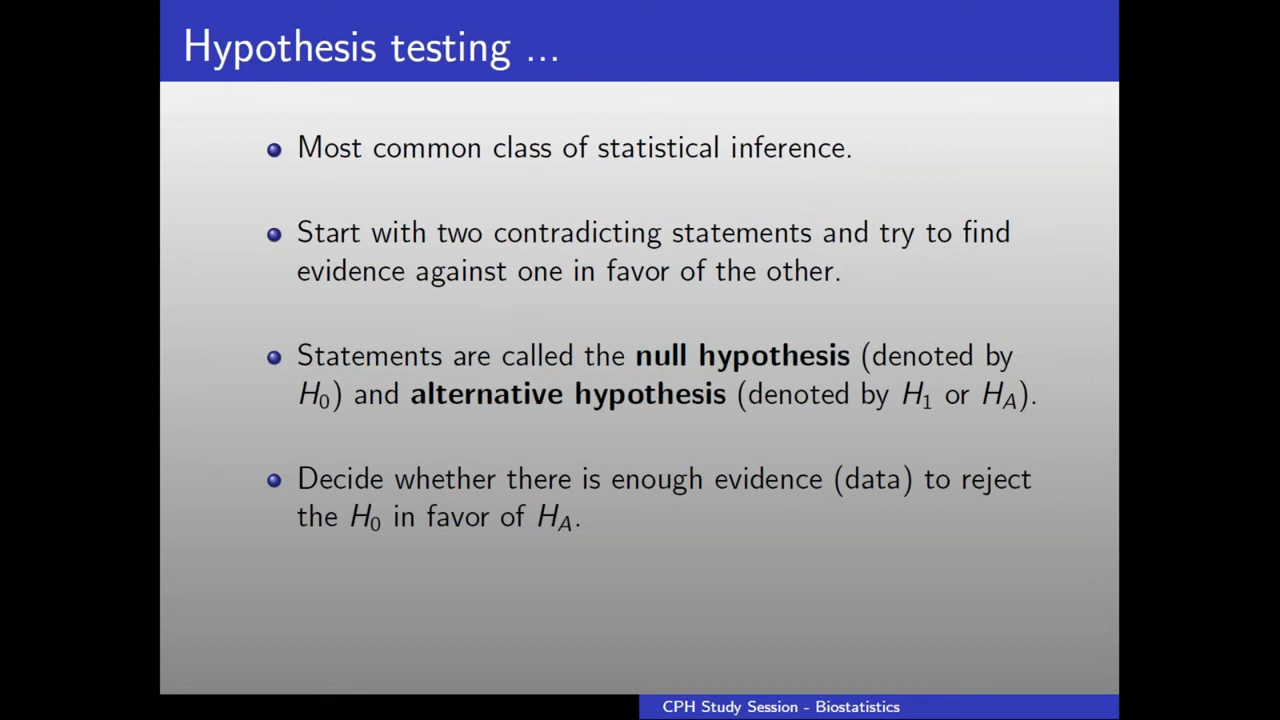 Hypothesis testing ...
Most common class of statistical inference.
Start with two contradicting statements and try to find
evidence against one in favor of the other.
Statements are called the null hypothesis (denoted by
H₀) and alternative hypothesis (denoted by H₁ or H_A).
Decide whether there is enough evidence (data) to reject
the H₀ in favor of H_A.
CPH Study Session - Biostatistics